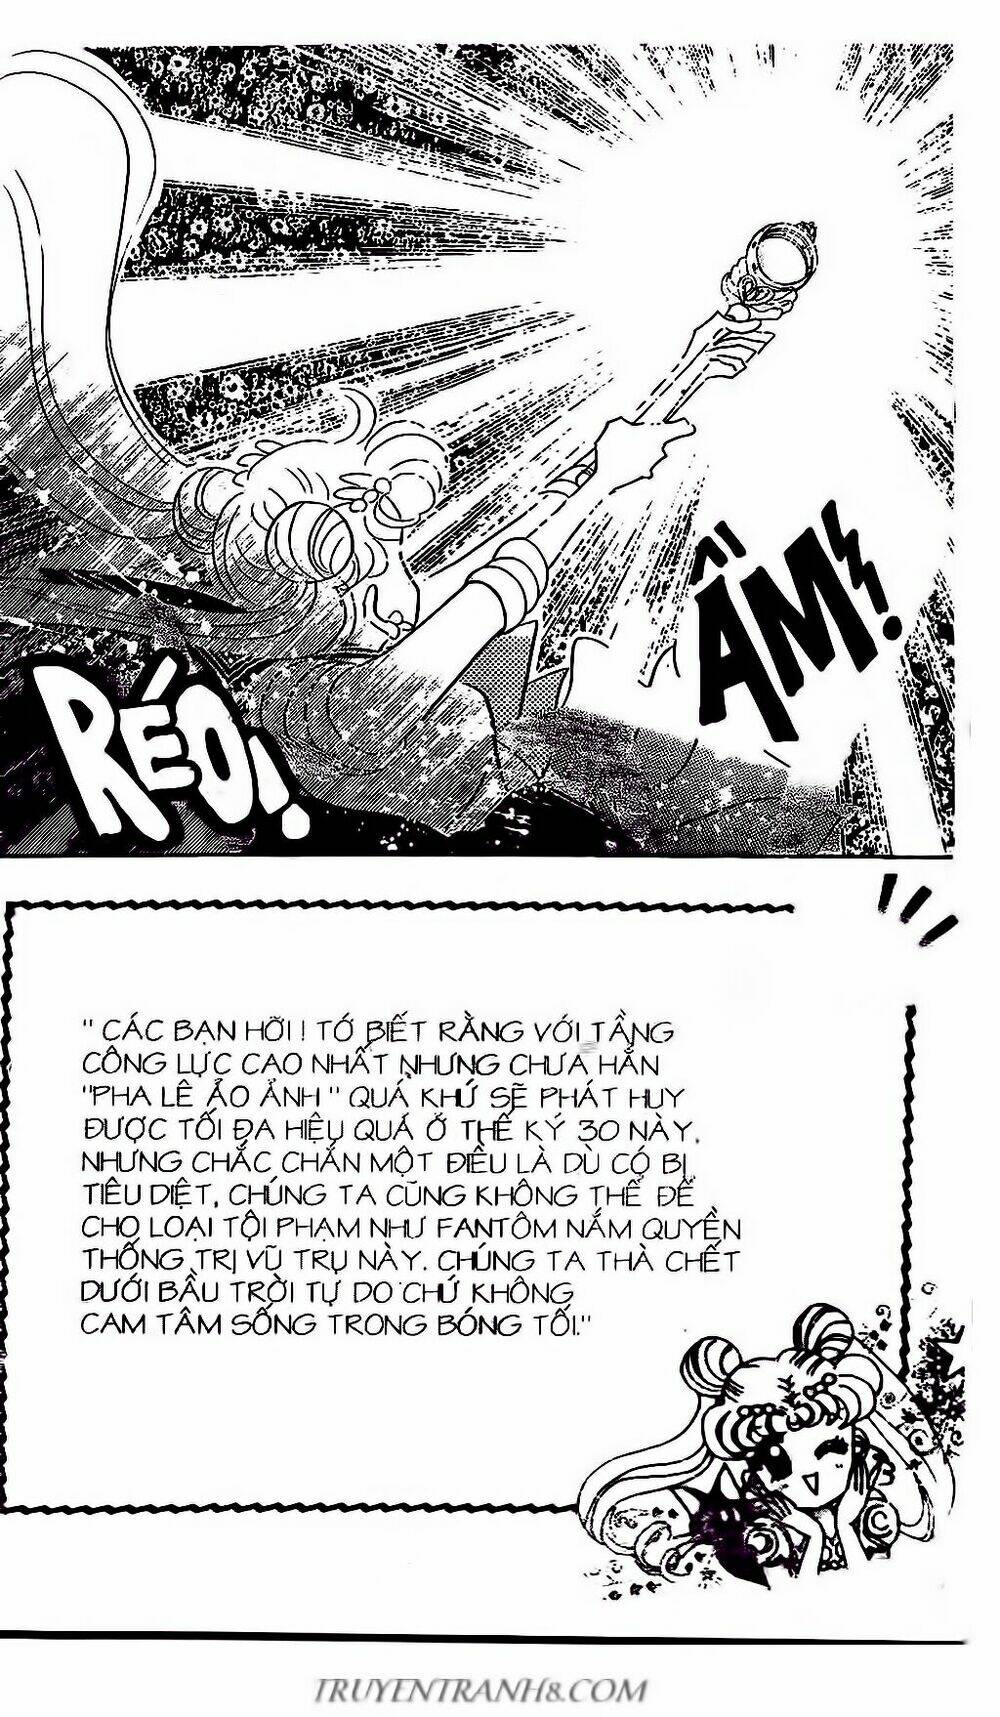 ẦM!
RÉO!
" CÁC BẠN HỠI ! TỚ BIẾT RẰNG VỚI TẦNG
CÔNG LỰC CAO NHẤT NHƯNG CHƯA HẲN
"PHA LÊ ẢO ẢNH " QUÁ KHỨ SẼ PHÁT HUY
ĐƯỢC TỐI ĐA HIỆU QUẢ Ở THẾ KỶ 30 NÀY.
NHƯNG CHẮC CHẮN MỘT ĐIỀU LÀ DÙ CÓ BỊ
TIÊU DIỆT, CHÚNG TA CŨNG KHÔNG THỂ ĐỂ
CHO LOẠI TỘI PHẠM NHƯ FANTÔM NẮM QUYỀN
THỐNG TRỊ VŨ TRỤ NÀY. CHÚNG TA THÀ CHẾT
DƯỚI BẦU TRỜI TỰ DO CHỨ KHÔNG
CAM TÂM SỐNG TRONG BÓNG TỐI."
TRUYENTRANH8.COM